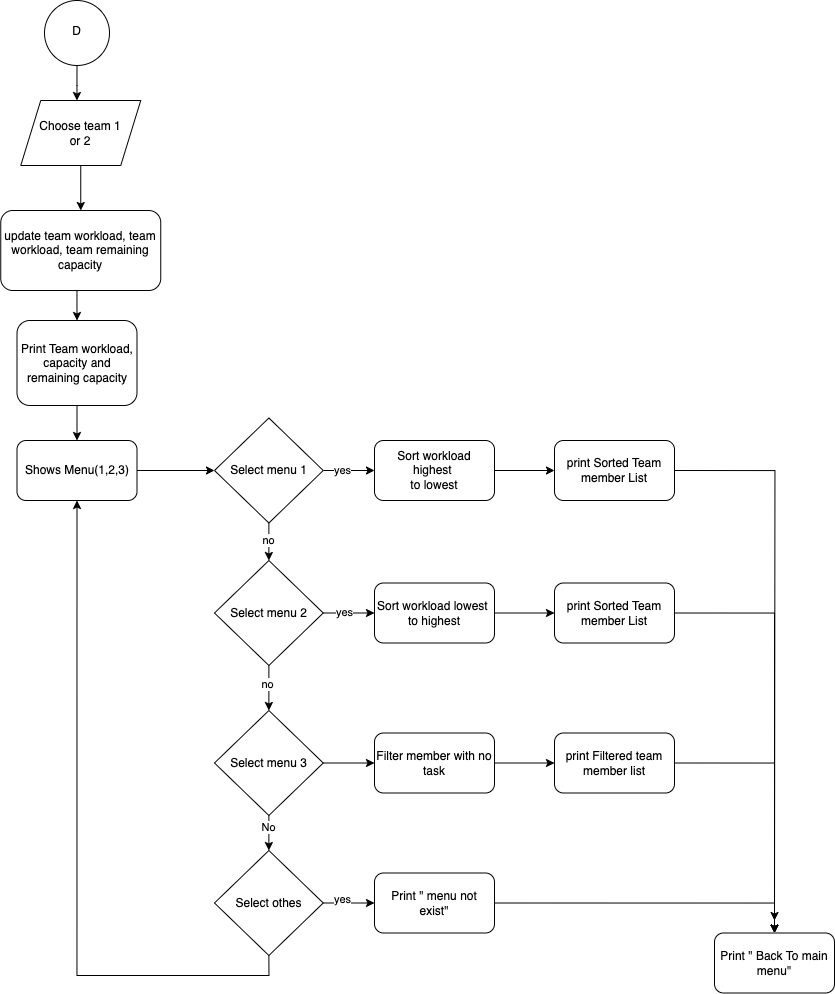 D
Choose team 1
or 2
update team workload, team
workload, team remaining
capacity
Print Team workload,
capacity and
remaining capacity
Shows Menu(1,2,3)
Select menu 1
yes
Sort workload
highest
to lowest
print Sorted Team
member List
no
Select menu 2
yes
Sort workload lowest
to highest
print Sorted Team
member List
no
Select menu 3
Filter member with no
task
print Filtered team
member list
No
Select othes
yes
Print " menu not
exist"
Print " Back To main
menu"